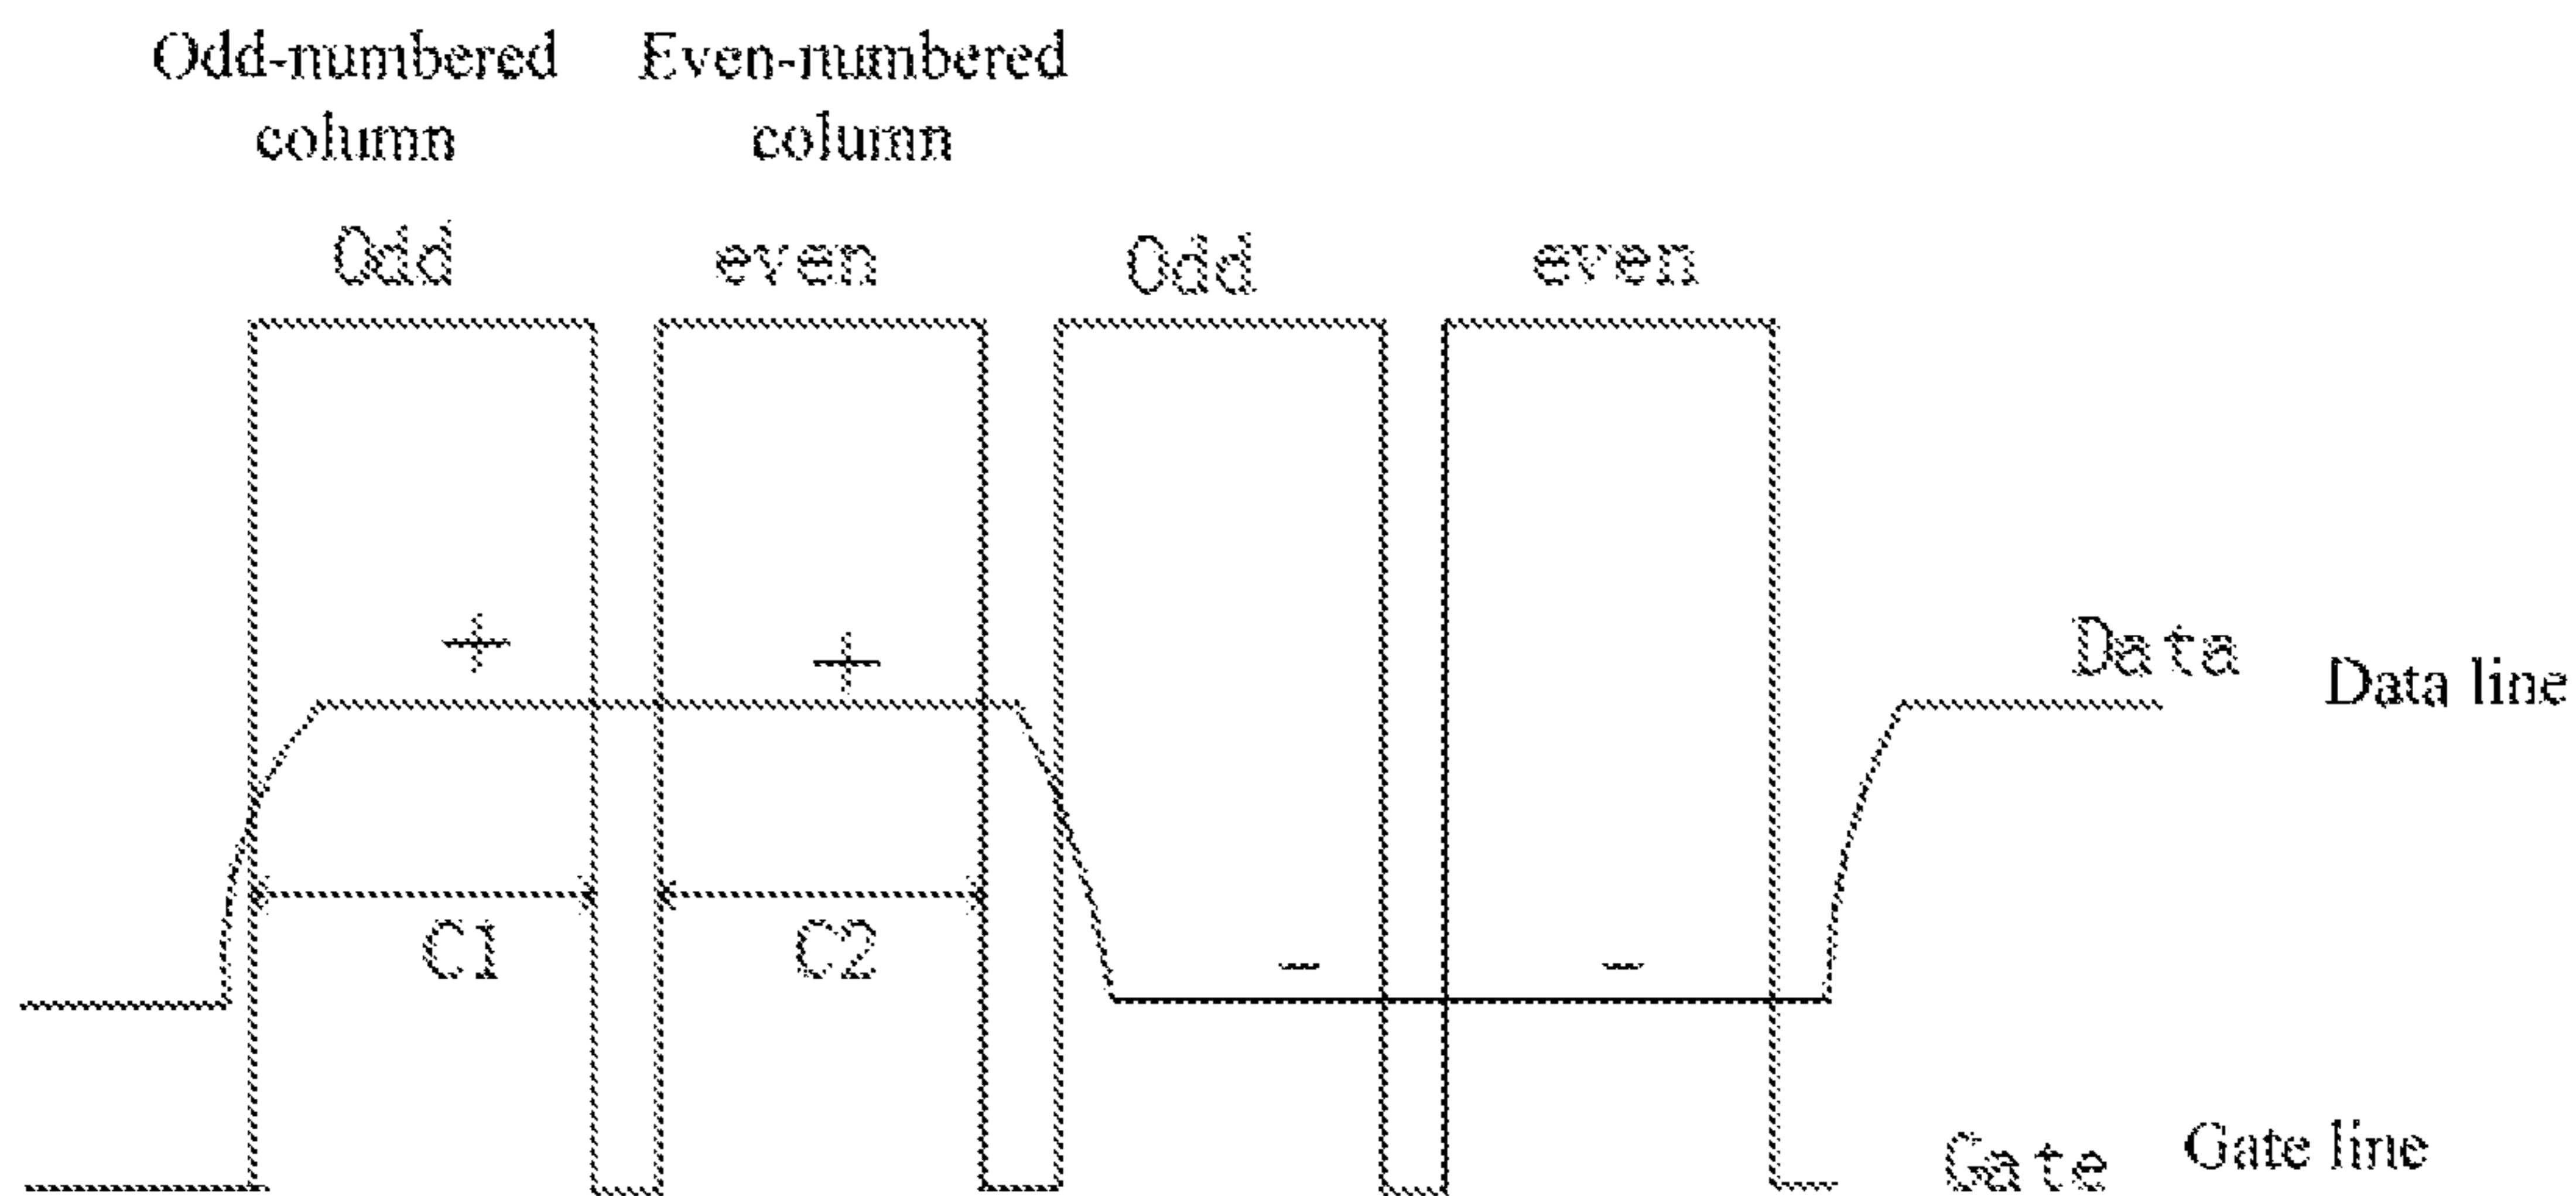 Odd-numbered Even-numbered
column column
Odd even Odd even
+ +
Data Data line
C1 C2
- -
Gate Gate line